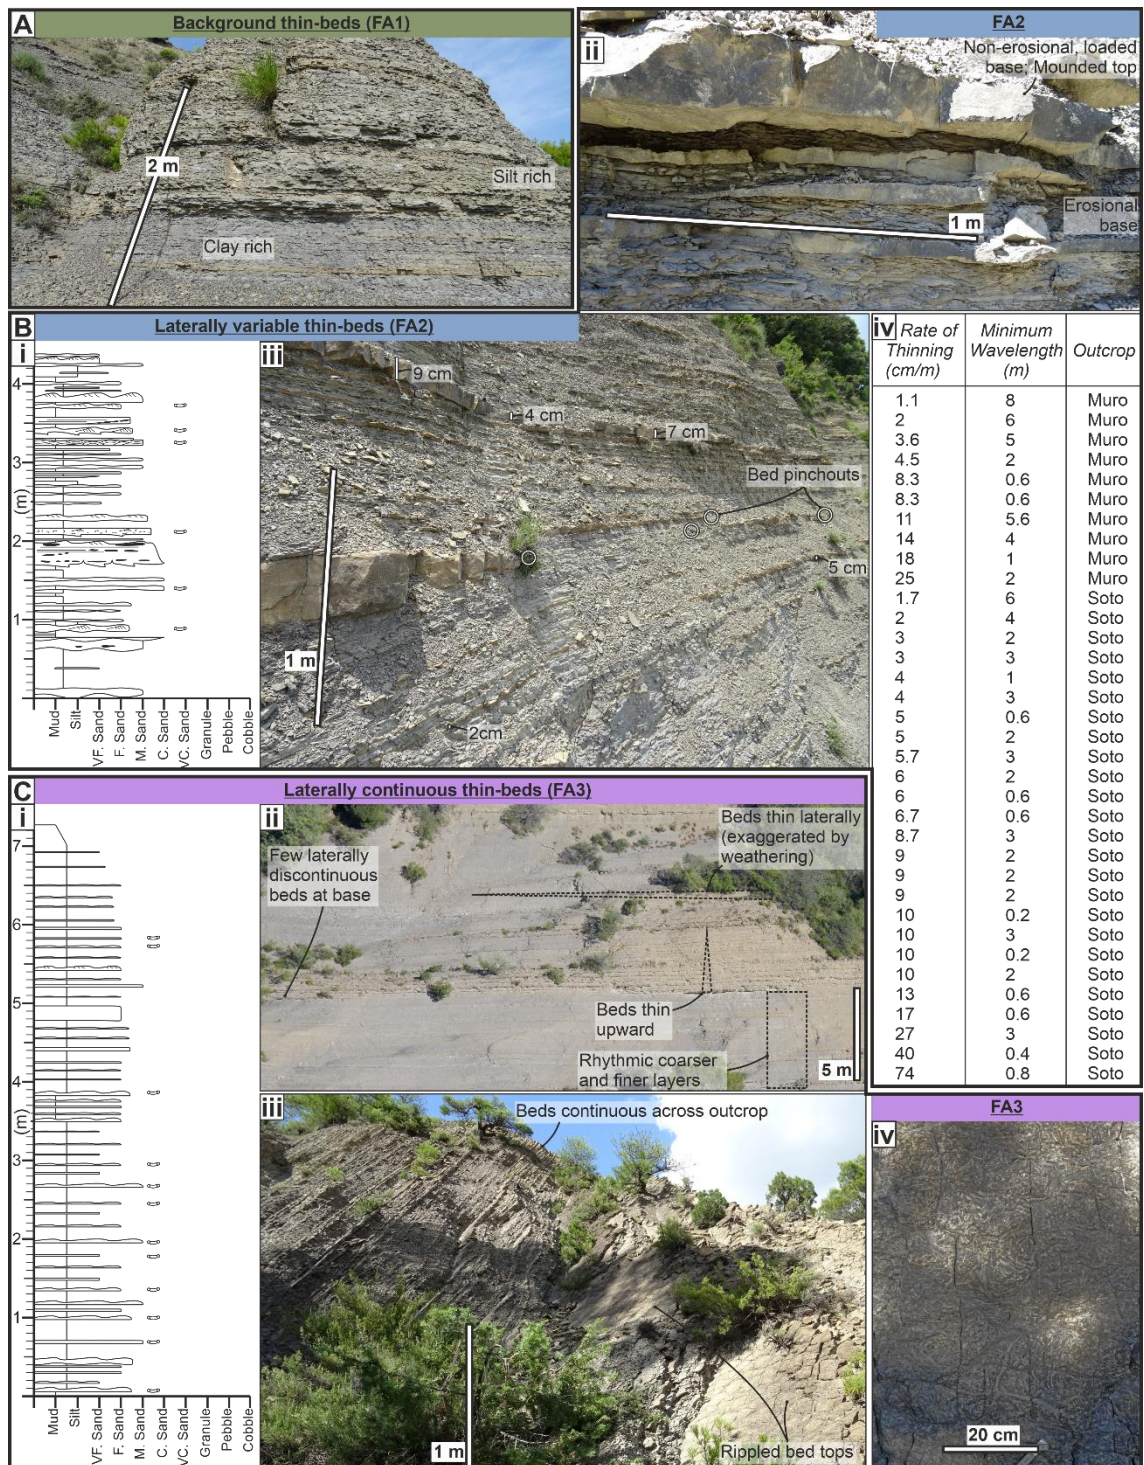 A
Background thin-beds (FA1)
2 m
Silt rich
Clay rich
FA2
ii
Non-erosional, loaded
base; Mounded top
Erosional
base
1 m
B
Laterally variable thin-beds (FA2)
i
4
3
(m)
2
1
Mud
Silt
VF. Sand
F. Sand
M. Sand
C. Sand
VC. Sand
Granule
Pebble
Cobble
iii
9 cm
4 cm
7 cm
Bed pinchouts
5 cm
1 m
2cm
iv
Rate of Thinning (cm/m) Minimum Wavelength (m) Outcrop
1.1 8 Muro
2 6 Muro
3.6 5 Muro
4.5 2 Muro
8.3 0.6 Muro
8.3 0.6 Muro
11 5.6 Muro
14 4 Muro
18 1 Muro
25 2 Muro
1.7 6 Soto
2 4 Soto
3 2 Soto
3 3 Soto
4 1 Soto
4 3 Soto
5 0.6 Soto
5 2 Soto
5.7 3 Soto
6 2 Soto
6 0.6 Soto
6.7 0.6 Soto
8.7 3 Soto
9 2 Soto
9 2 Soto
9 2 Soto
10 0.2 Soto
10 3 Soto
10 0.2 Soto
10 2 Soto
13 0.6 Soto
17 0.6 Soto
27 3 Soto
40 0.4 Soto
74 0.8 Soto
C
Laterally continuous thin-beds (FA3)
i
7
6
5
4
(m)
3
2
1
Mud
Silt
VF. Sand
F. Sand
M. Sand
C. Sand
VC. Sand
Granule
Pebble
Cobble
ii
Few laterally
discontinuous
beds at base
Beds thin laterally
(exaggerated by
weathering)
Beds thin
upward
Rhythmic coarser
and finer layers
5 m
iii
Beds continuous across outcrop
1 m
Rippled bed tops
FA3
iv
20 cm